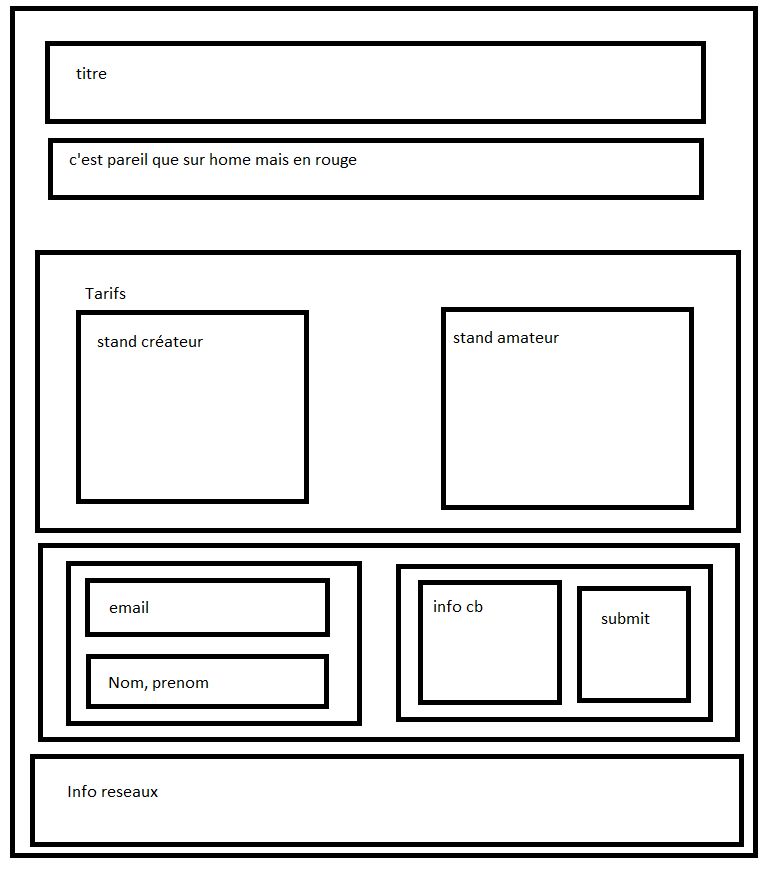 titre
c'est pareil que sur home mais en rouge
Tarifs
stand créateur
stand amateur
email
Nom, prenom
info cb
submit
Info reseaux